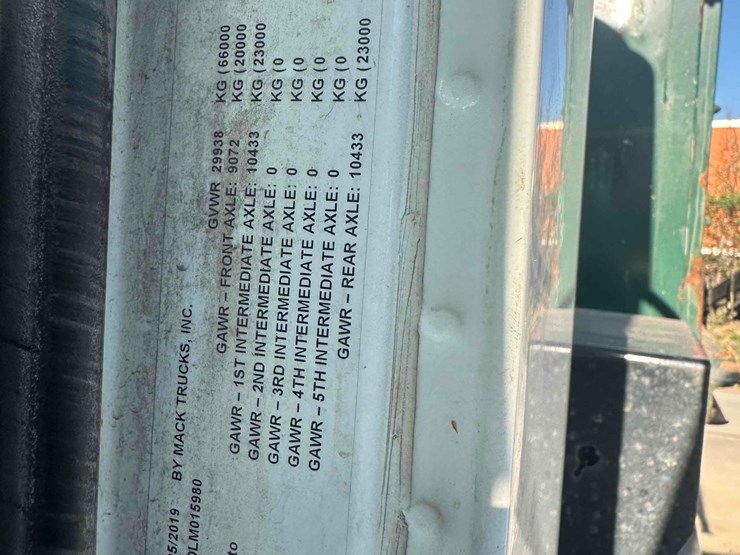 5/2019 BY MACK TRUCKS, INC.
LM015980
GVWR 29938 KG (66000
to GAWR – FRONT AXLE: 9072 KG (20000
GAWR – 1ST INTERMEDIATE AXLE: 10433 KG (23000
GAWR – 2ND INTERMEDIATE AXLE: 0 KG (0
GAWR – 3RD INTERMEDIATE AXLE: 0 KG (0
GAWR – 4TH INTERMEDIATE AXLE: 0 KG (0
GAWR – 5TH INTERMEDIATE AXLE: 0 KG (0
GAWR – REAR AXLE: 10433 KG (23000